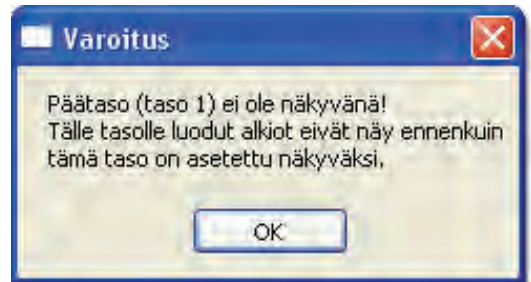 Varoitus
Päätaso (taso 1) ei ole näkyvänä!
Tälle tasolle luodut alkiot eivät näy ennenkuin
tämä taso on asetettu näkyväksi.
OK